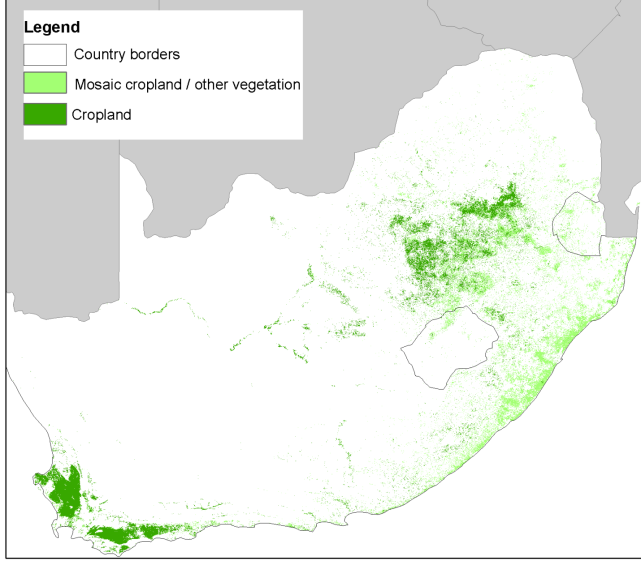 Legend
Country borders
Mosaic cropland / other vegetation
Cropland